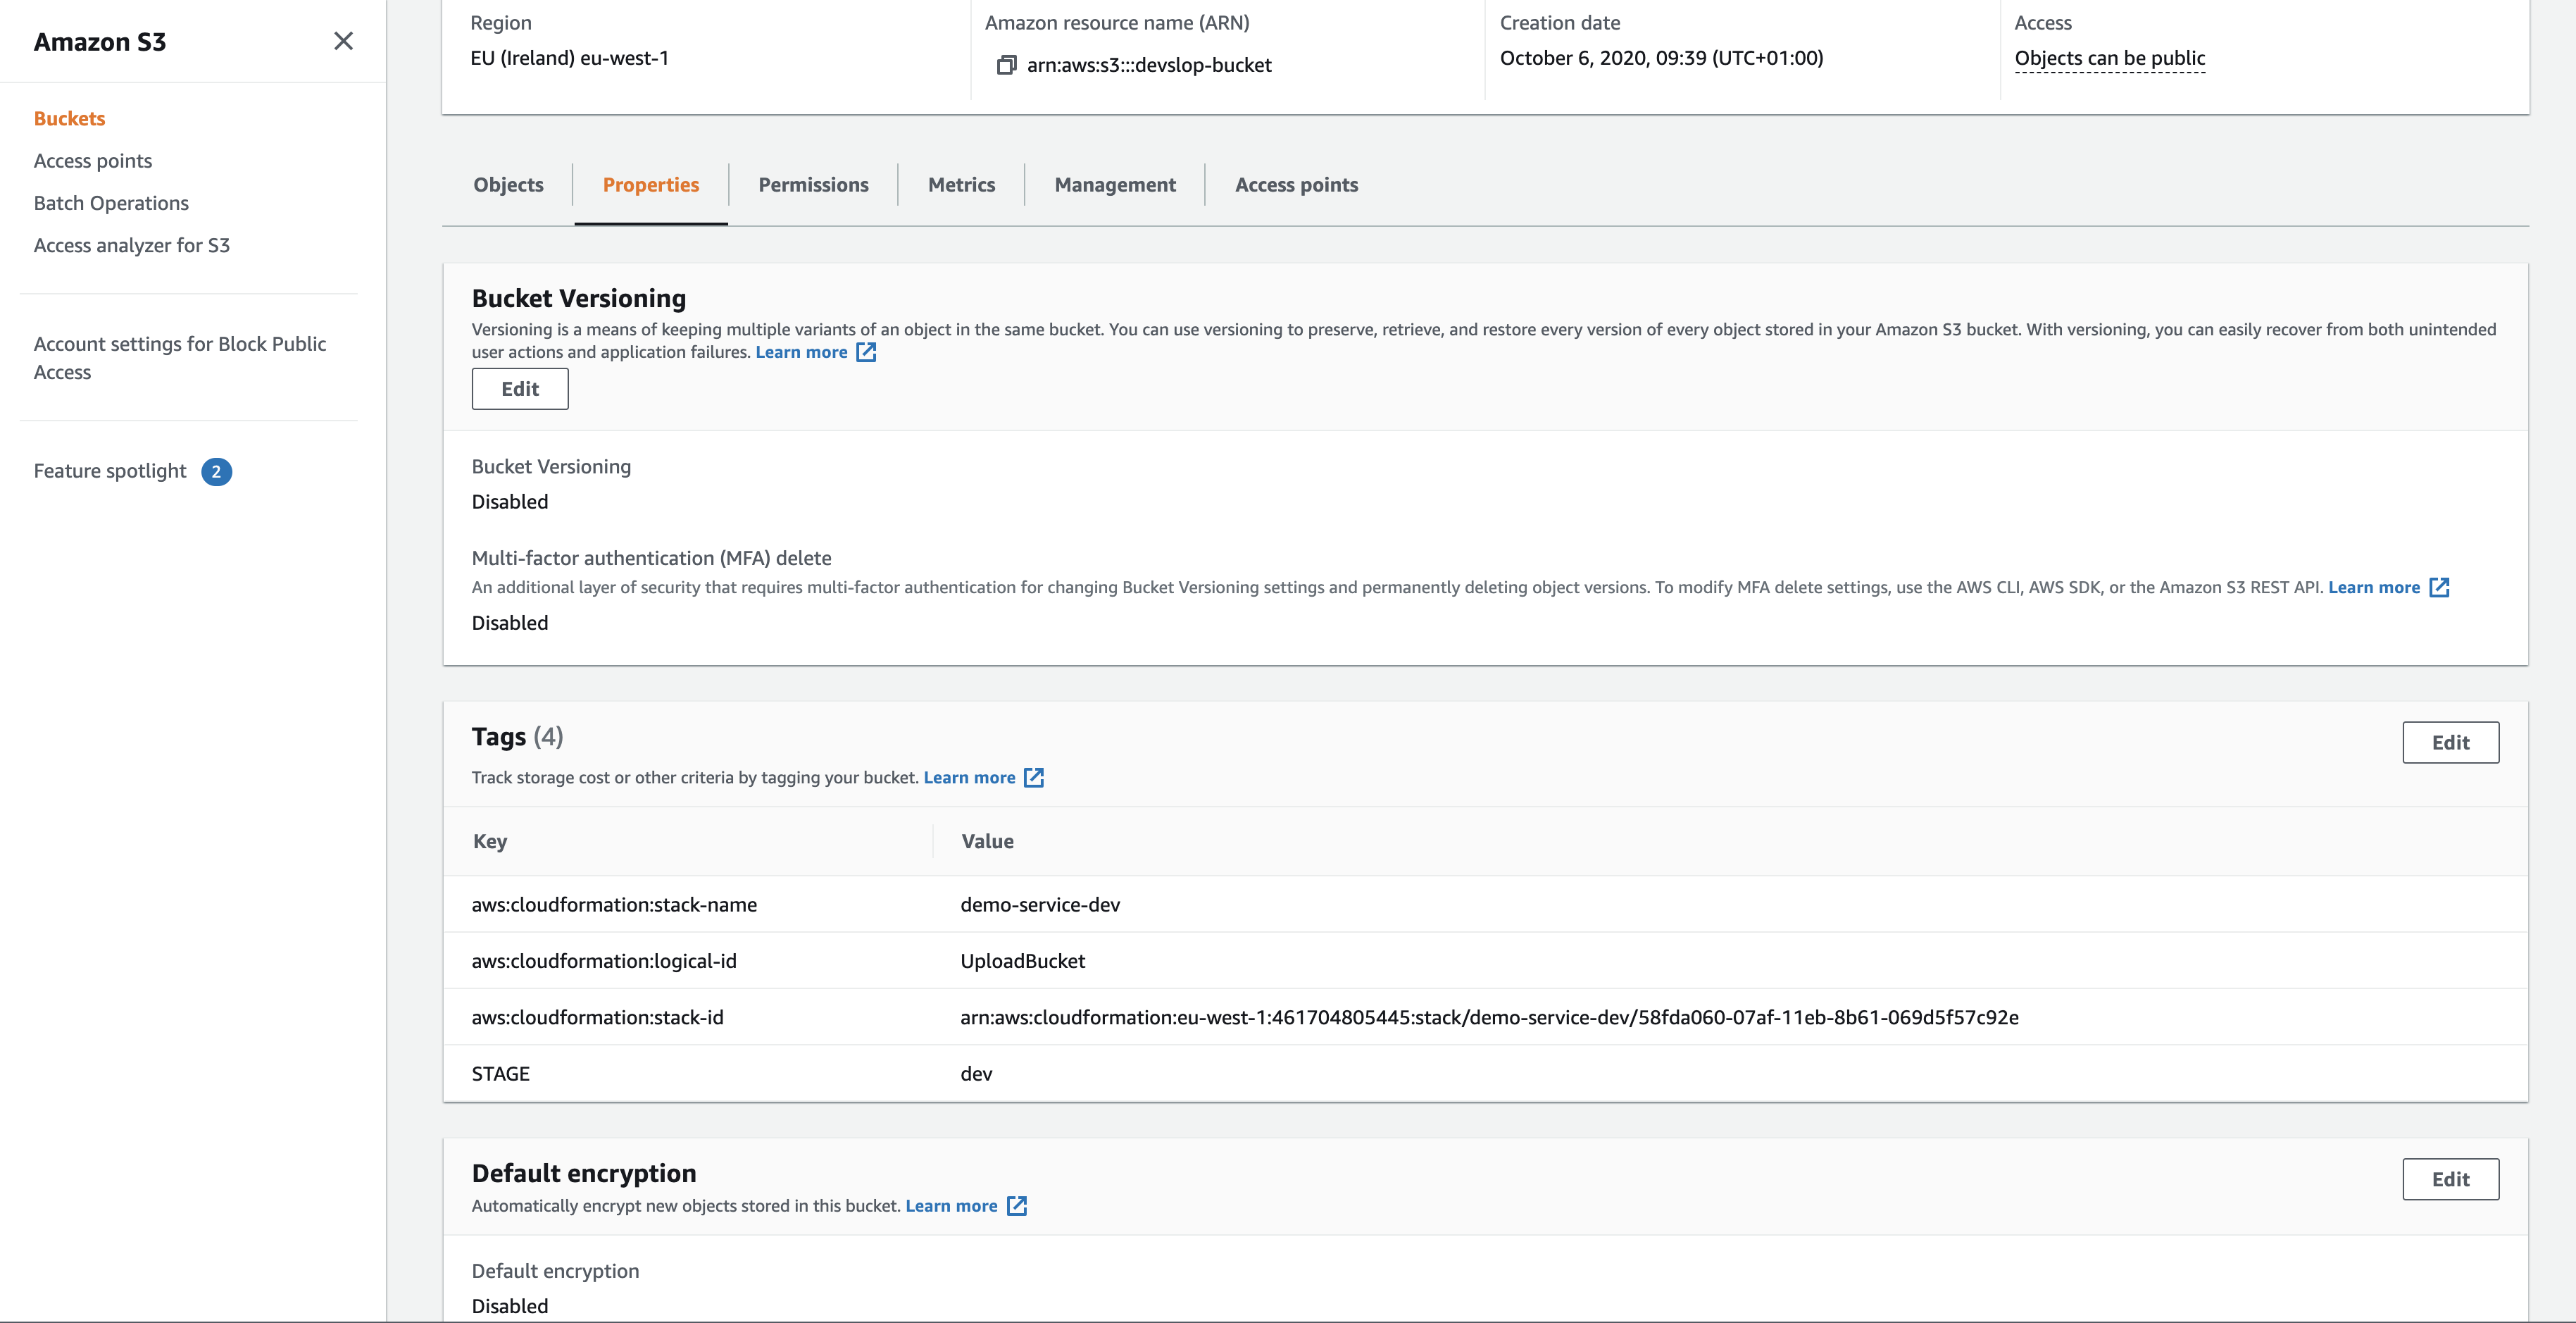 Amazon S3
Buckets
Access points
Batch Operations
Access analyzer for S3
Account settings for Block Public
Access
Feature spotlight 2
Region
EU (Ireland) eu-west-1
Amazon resource name (ARN)
arn:aws:s3:::devslop-bucket
Creation date
October 6, 2020, 09:39 (UTC+01:00)
Access
Objects can be public
Objects Properties Permissions Metrics Management Access points
Bucket Versioning
Versioning is a means of keeping multiple variants of an object in the same bucket. You can use versioning to preserve, retrieve, and restore every version of every object stored in your Amazon S3 bucket. With versioning, you can easily recover from both unintended
user actions and application failures. Learn more
Edit
Bucket Versioning
Disabled
Multi-factor authentication (MFA) delete
An additional layer of security that requires multi-factor authentication for changing Bucket Versioning settings and permanently deleting object versions. To modify MFA delete settings, use the AWS CLI, AWS SDK, or the Amazon S3 REST API. Learn more
Disabled
Tags (4)
Edit
Track storage cost or other criteria by tagging your bucket. Learn more
Key Value
aws:cloudformation:stack-name demo-service-dev
aws:cloudformation:logical-id UploadBucket
aws:cloudformation:stack-id arn:aws:cloudformation:eu-west-1:461704805445:stack/demo-service-dev/58fda060-07af-11eb-8b61-069d5f57c92e
STAGE dev
Default encryption
Edit
Automatically encrypt new objects stored in this bucket. Learn more
Default encryption
Disabled